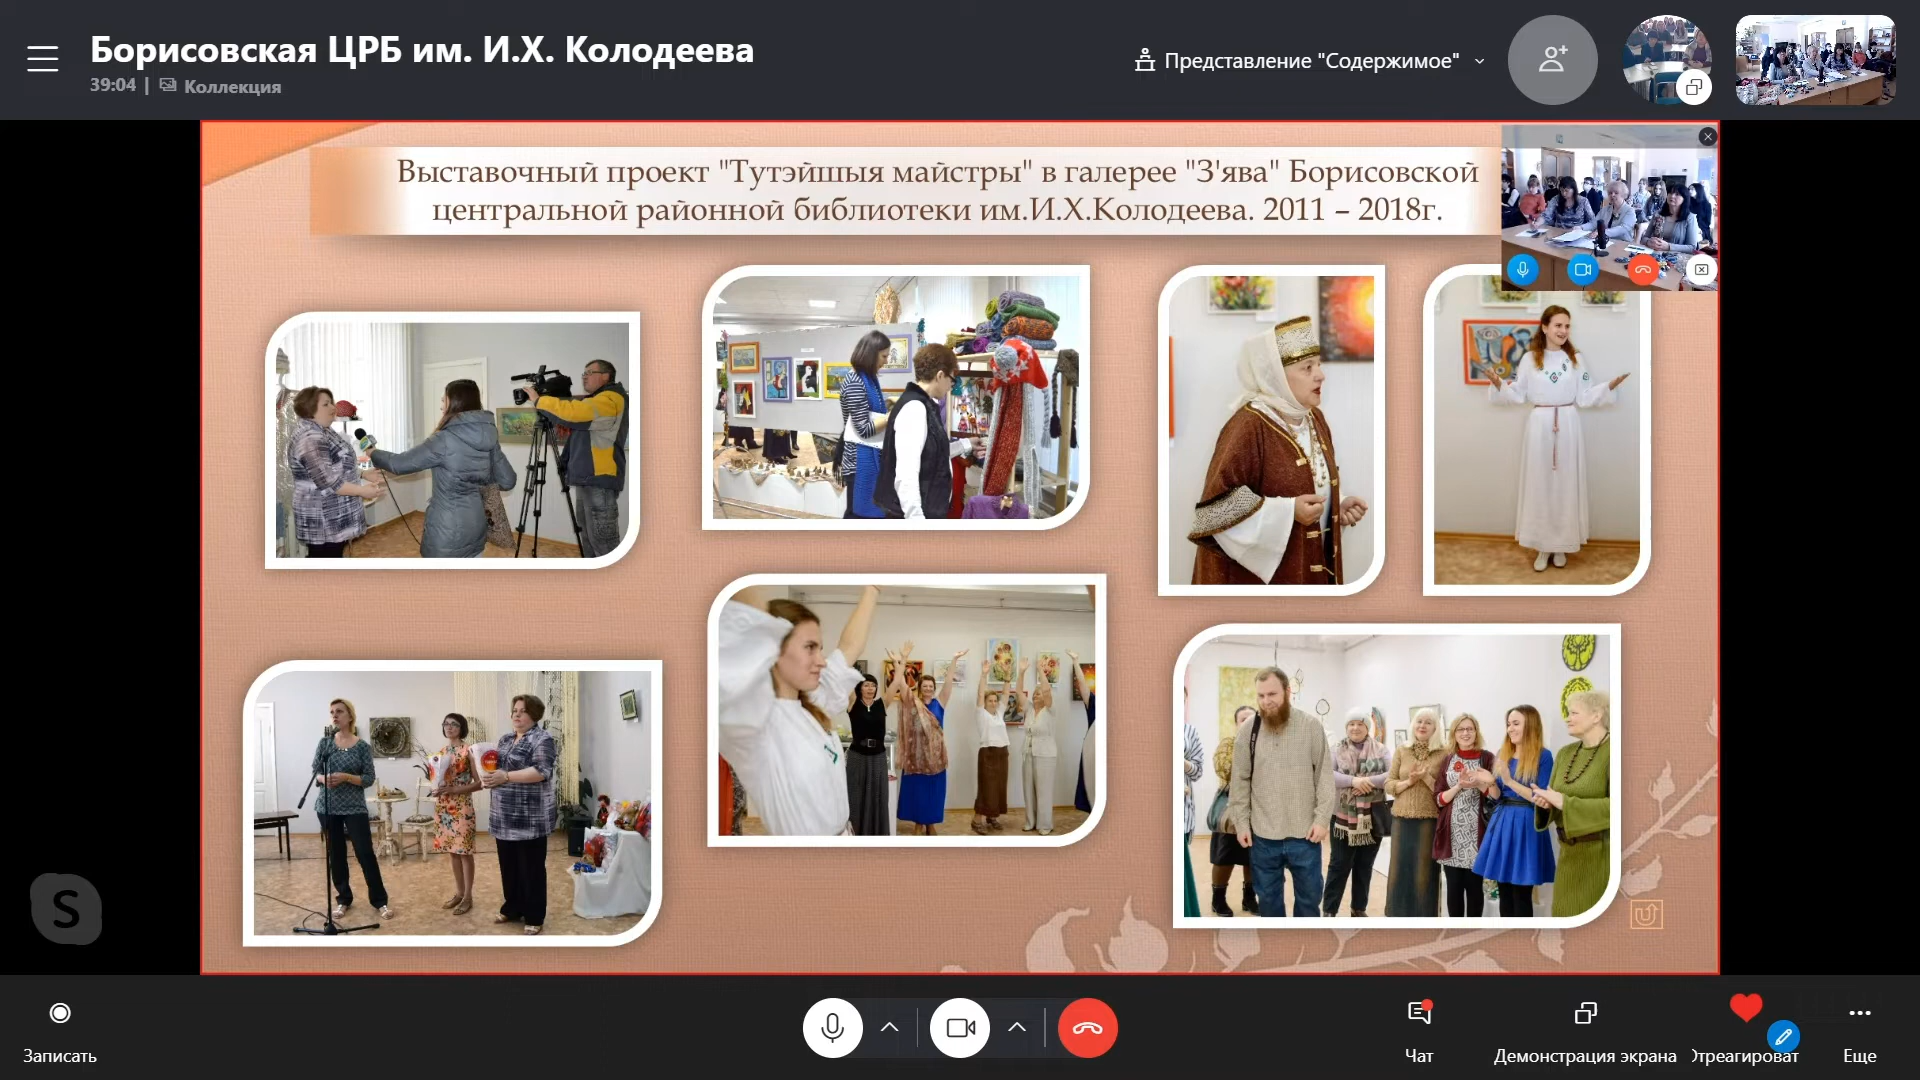 Борисовская ЦРБ им. И.Х. Колодеева
39:04 | Коллекция
Представление "Содержимое"
Выставочный проект "Тутэйшыя майстры" в галерее "З'ява" Борисовской
центральной районной библиотеки им.И.Х.Колодеева. 2011 – 2018г.
S
Записать
Чат
Демонстрация экрана
Отреагироват
Еще